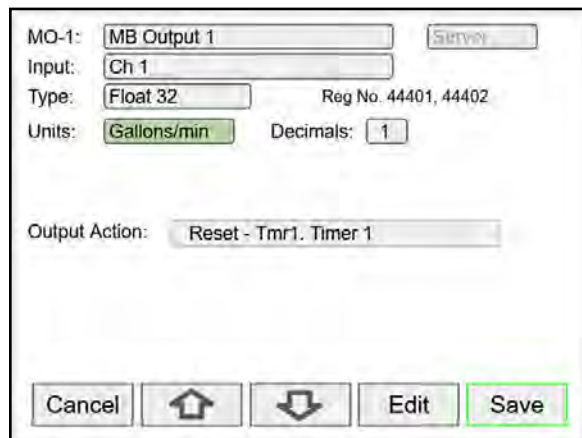 MO-1: MB Output 1 Server
Input: Ch 1
Type: Float 32 Reg No. 44401, 44402
Units: Gallons/min Decimals: 1
Output Action: Reset - Tmr1. Timer 1
Cancel Edit Save